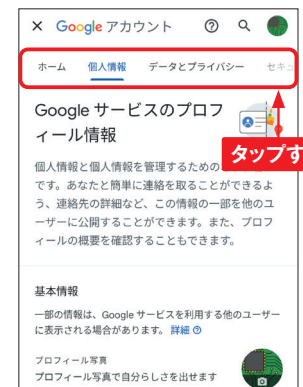 × Google アカウント
ホーム 個人情報 データとプライバシー セキュ
Google サービスのプロフ
ィール情報
個人情報と個人情報を管理するための
です。あなたと簡単に連絡を取ることができるよ
う、連絡先の詳細など、この情報の一部を他のユ
ーザーに公開することができます。また、プロフ
ィールの概要を確認することもできます。
タップす
基本情報
一部の情報は、Google サービスを利用する他のユーザー
に表示される場合があります。 詳細
プロフィール写真
プロフィール写真で自分らしさを出せます